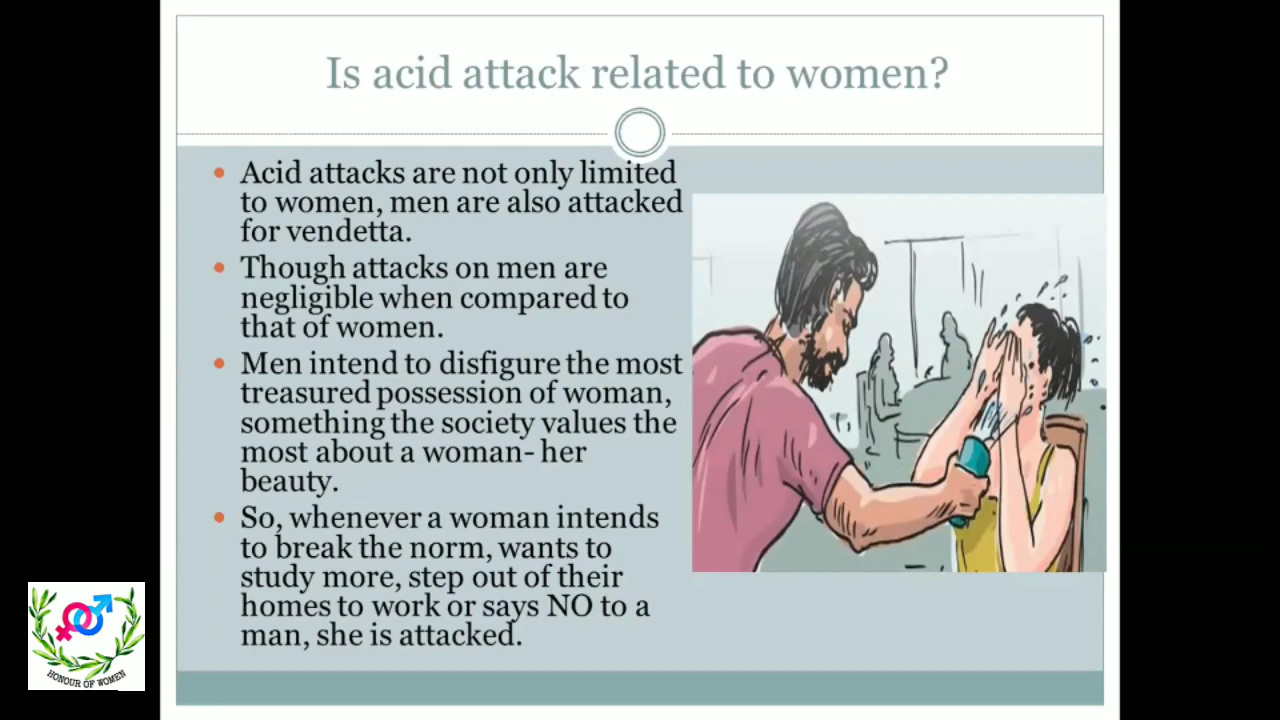 Is acid attack related to women?
Acid attacks are not only limited
to women, men are also attacked
for vendetta.
Though attacks on men are
negligible when compared to
that of women.
Men intend to disfigure the most
treasured possession of woman,
something the society values the
most about a woman- her
beauty.
So, whenever a woman intends
to break the norm, wants to
study more, step out of their
homes to work or says NO to a
man, she is attacked.
HONOUR OF WOMEN